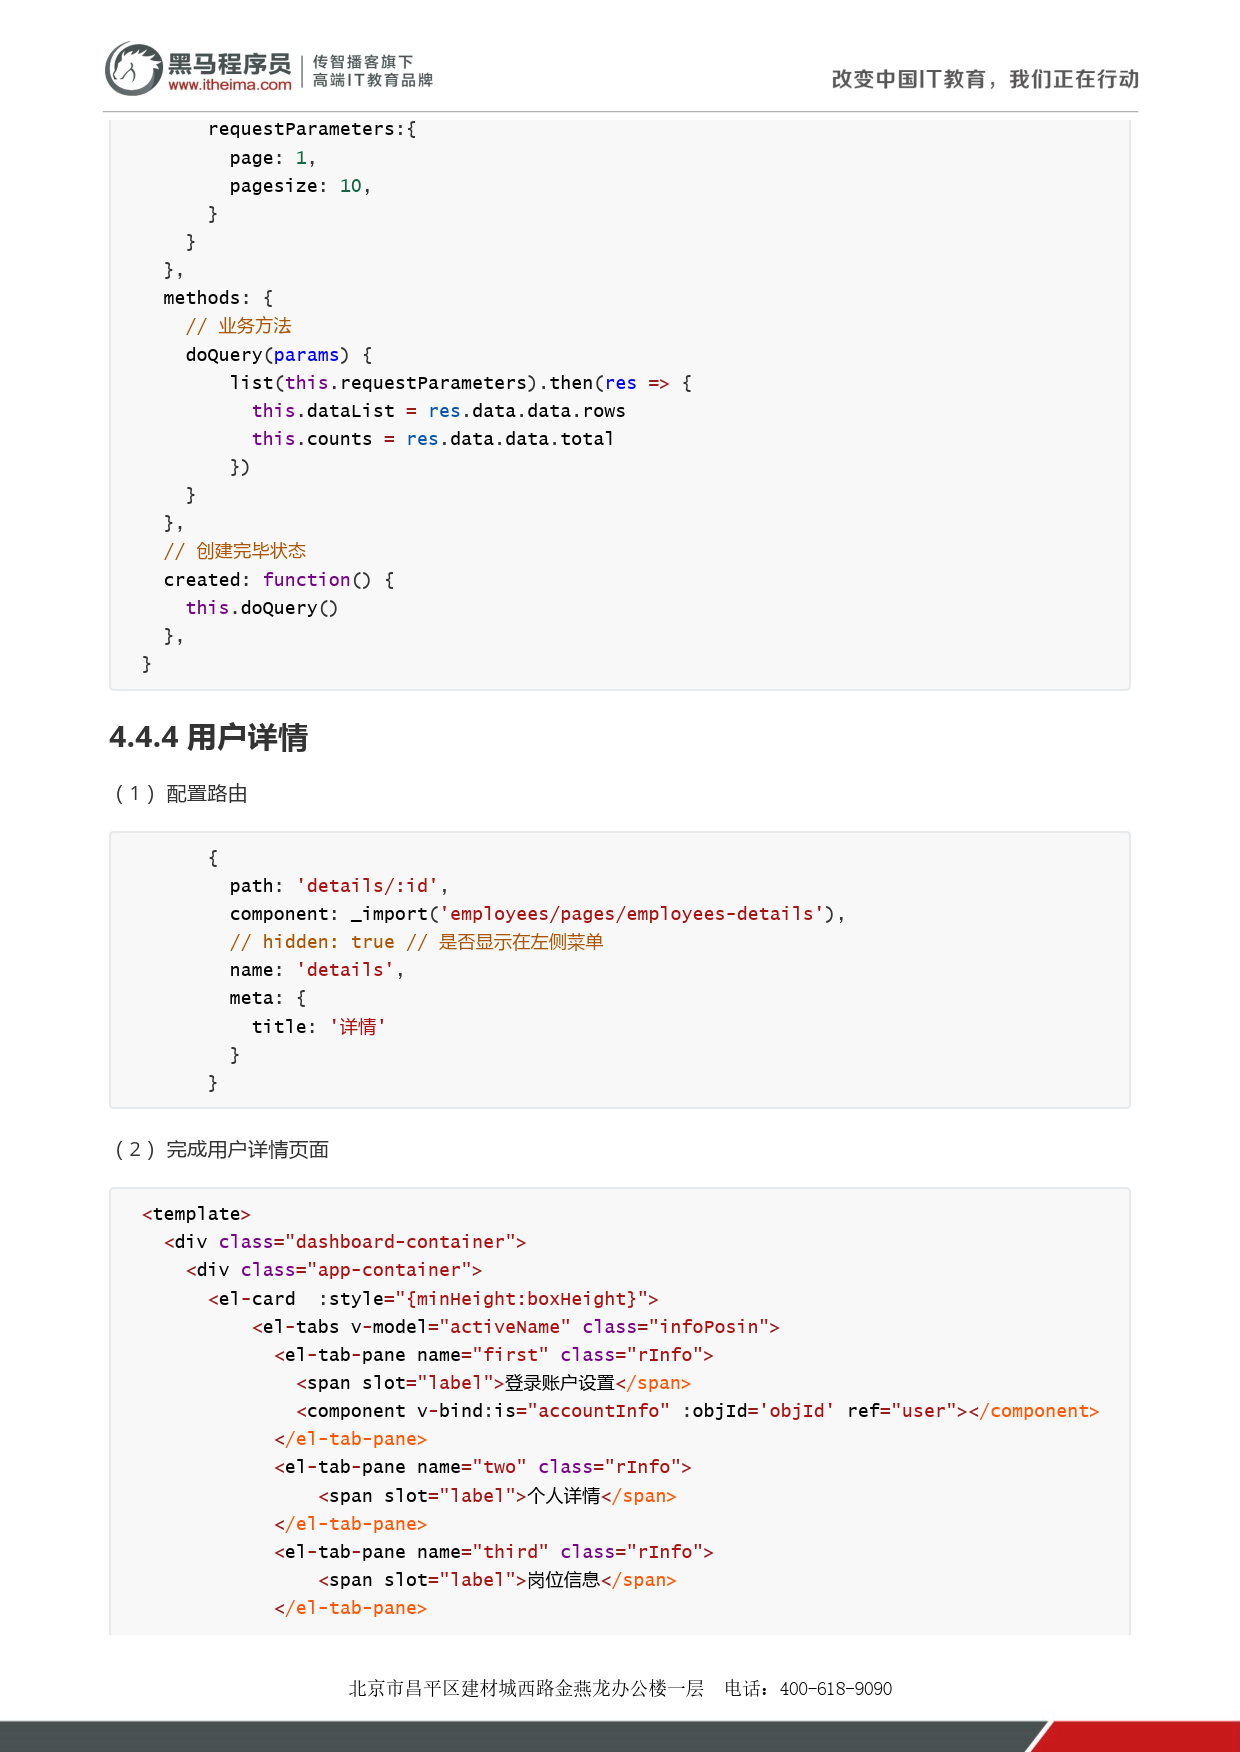 黑马程序员
www.itheima.com
传智播客旗下
高端IT教育品牌
改变中国IT教育，我们正在行动
      requestParameters:{
        page: 1,
        pagesize: 10,
      }
    }
  },
  methods: {
    // 业务方法
    doQuery(params) {
        list(this.requestParameters).then(res => {
          this.dataList = res.data.data.rows
          this.counts = res.data.data.total
        })
    }
  },
  // 创建完毕状态
  created: function() {
    this.doQuery()
  },
}
4.4.4 用户详情
（1）配置路由
      {
        path: 'details/:id',
        component: _import('employees/pages/employees-details'),
        // hidden: true // 是否显示在左侧菜单
        name: 'details',
        meta: {
          title: '详情'
        }
      }
（2）完成用户详情页面
<template>
  <div class="dashboard-container">
    <div class="app-container">
      <el-card  :style="{minHeight:boxHeight}">
          <el-tabs v-model="activeName" class="infoPosin">
            <el-tab-pane name="first" class="rInfo">
              <span slot="label">登录账户设置</span>
              <component v-bind:is="accountInfo" :objId='objId' ref="user"></component>
            </el-tab-pane>
            <el-tab-pane name="two" class="rInfo">
                <span slot="label">个人详情</span>
            </el-tab-pane>
            <el-tab-pane name="third" class="rInfo">
                <span slot="label">岗位信息</span>
            </el-tab-pane>
北京市昌平区建材城西路金燕龙办公楼一层    电话：400-618-9090